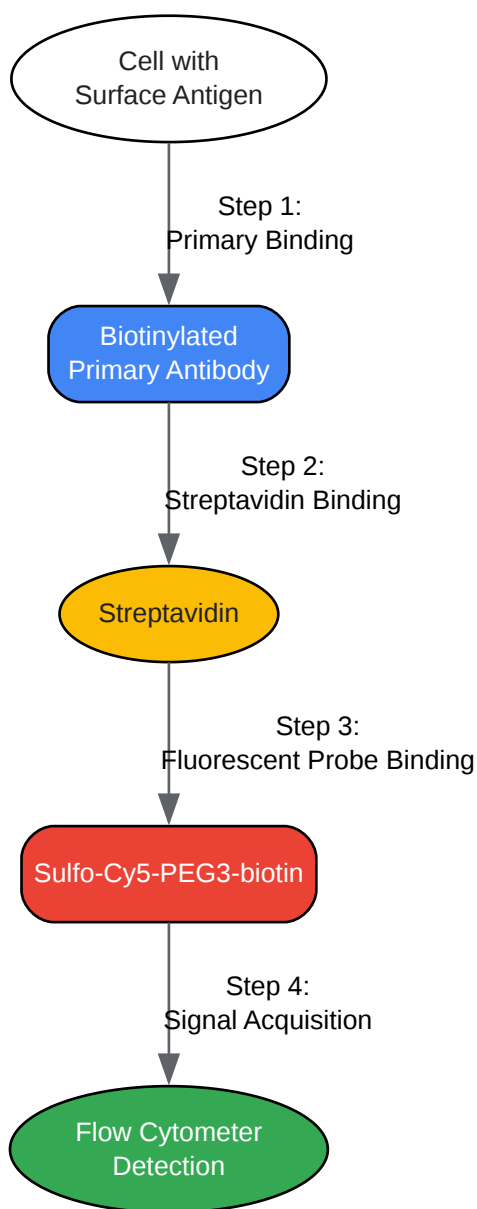 Cell with
Surface Antigen
Step 1:
Primary Binding
Biotinylated
Primary Antibody
Step 2:
Streptavidin Binding
Streptavidin
Step 3:
Fluorescent Probe Binding
Sulfo-Cy5-PEG3-biotin
Step 4:
Signal Acquisition
Flow Cytometer
Detection